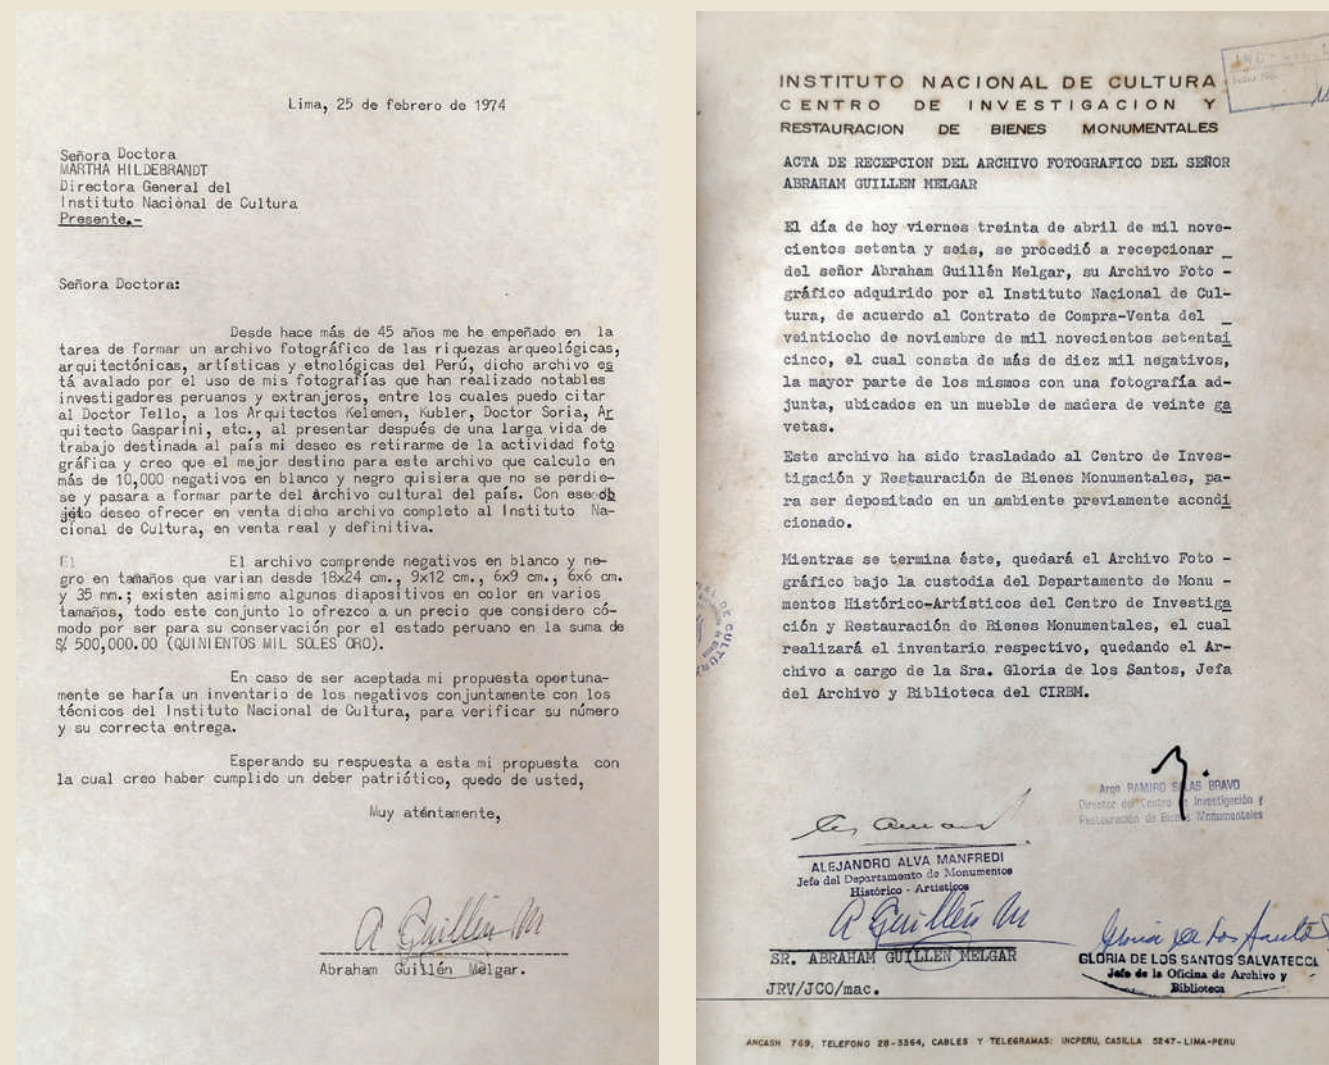 Lima, 25 de febrero de 1974
Señora Doctora
MARTHA HILDEBRANDT
Directora General del
Instituto Naciónal de Cultura
Presente.-
Señora Doctora:
Desde hace más de 45 años me he empeñado en la
tarea de formar un archivo fotográfico de las riquezas arqueológicas,
arquitectónicas, artísticas y etnológicas del Perú, dicho archivo es
tá avalado por el uso de mis fotografías que han realizado notables
investigadores peruanos y extranjeros, entre los cuales puedo citar
al Doctor Tello, a los Arquitectos Kelemen, Kubler, Doctor Soria, Ar
quitecto Gasparini, etc., al presentar después de una larga vida de
trabajo destinada al país mi deseo es retirarme de la actividad foto
gráfica y creo que el mejor destino para este archivo que calculo en
más de 10,000 negativos en blanco y negro quisiera que no se perdie-
se y pasara a formar parte del árchivo cultural del país. Con ese ob
jéto deseo ofrecer en venta dicho archivo completo al Instituto Na-
cional de Cultura, en venta real y definitiva.
El El archivo comprende negativos en blanco y ne-
gro en tamaños que varian desde 18x24 cm., 9x12 cm., 6x9 cm., 6x6 cm.
y 35 mm.; existen asimismo algunos diapositivos en color en varios
tamaños, todo este conjunto lo ofrezco a un precio que considero có-
modo por ser para su conservación por el estado peruano en la suma de
S/. 500,000.00 (QUINIENTOS MIL SOLES ORO).
En caso de ser aceptada mi propuesta oportuna-
mente se haría un inventario de los negativos conjuntamente con los
técnicos del Instituto Nacional de Cultura, para verificar su número
y su correcta entrega.
Esperando su respuesta a esta mi propuesta con
la cual creo haber cumplido un deber patriótico, quedo de usted,
Muy aténtamente,
A Guillén M
Abraham Guillén Melgar.
INSTITUTO NACIONAL DE CULTURA
CENTRO DE INVESTIGACION Y
RESTAURACION DE BIENES MONUMENTALES
ACTA DE RECEPCION DEL ARCHIVO FOTOGRAFICO DEL SEÑOR
ABRAHAM GUILLEN MELGAR
El día de hoy viernes treinta de abril de mil nove-
cientos setenta y seis, se procedió a recepcionar _
del señor Abraham Guillén Melgar, su Archivo Foto -
gráfico adquirido por el Instituto Nacional de Cul-
tura, de acuerdo al Contrato de Compra-Venta del _
veintiocho de noviembre de mil novecientos setentai
cinco, el cual consta de más de diez mil negativos,
la mayor parte de los mismos con una fotografía ad-
junta, ubicados en un mueble de madera de veinte ga
vetas.
Este archivo ha sido trasladado al Centro de Inves-
tigación y Restauración de Bienes Monumentales, pa-
ra ser depositado en un ambiente previamente acondi
cionado.
Mientras se termina éste, quedará el Archivo Foto -
gráfico bajo la custodia del Departamento de Monu -
mentos Histórico-Artísticos del Centro de Investiga
ción y Restauración de Bienes Monumentales, el cual
realizará el inventario respectivo, quedando el Ar-
chivo a cargo de la Sra. Gloria de los Santos, Jefa
del Archivo y Biblioteca del CIRBM.
Arqn RAMIRO SALAS BRAVO
Director del Centro de Investigación y
Restauración de Bienes Monumentales
ALEJANDRO ALVA MANFREDI
Jefe del Departamento de Monumentos
Histórico - Artísticos
A Guillén M
SR. ABRAHAM GUILLEN MELGAR
Gloria de los Santos
GLORIA DE LOS SANTOS SALVATECCI
Jefe de la Oficina de Archivo y
Biblioteca
JRV/JCO/mac.
ANCASH 769, TELEFONO 28-3364, CABLES Y TELEGRAMAS: INCPERU, CASILLA 5247-LIMA-PERU